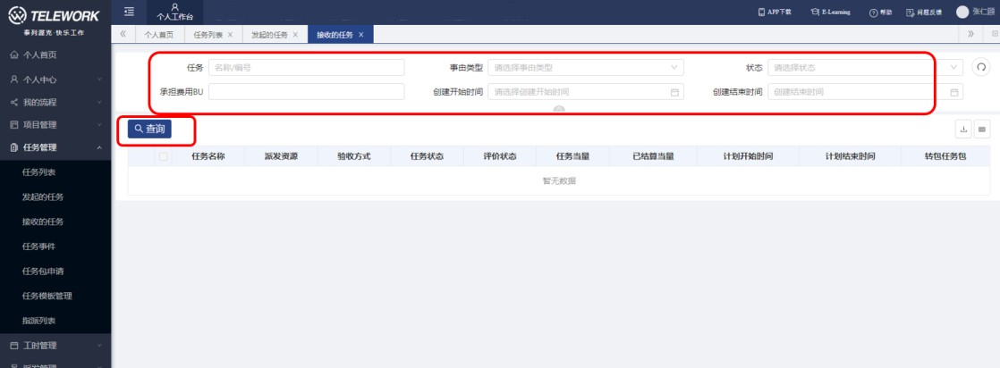 TELEWORK
泰列渥克·快乐工作
个人工作台
APP下载
E-Learning
帮助
问题反馈
个人首页
任务列表
发起的任务
接收的任务
个人首页
个人中心
我的流程
项目管理
任务管理
任务列表
发起的任务
接收的任务
任务事件
任务包申请
任务模板管理
指派列表
工时管理
派发管理
任务 名称/编号
事由类型 请选择事由类型
状态 请选择状态
承担费用BU
创建开始时间 请选择创建开始时间
创建结束时间 创建结束时间
查询
任务名称 派发资源 验收方式 任务状态 评价状态 任务当量 已结算当量 计划开始时间 计划结束时间 转包任务包
暂无数据